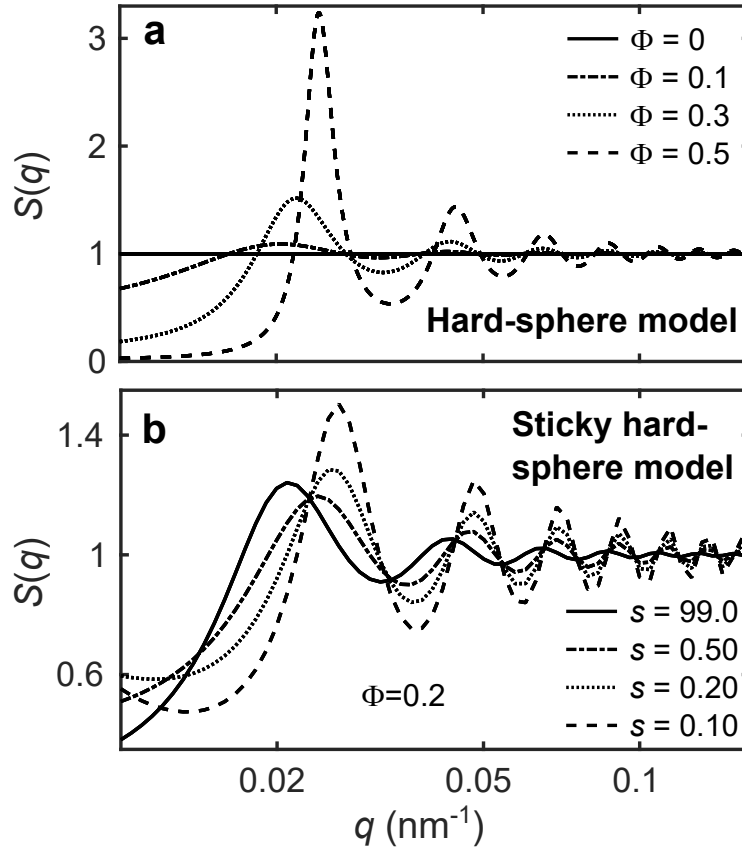 a
3
2
1
0
S(q)
Φ = 0
Φ = 0.1
Φ = 0.3
Φ = 0.5
Hard-sphere model
b
1.4
1
0.6
S(q)
Sticky hard-
sphere model
s = 99.0
s = 0.50
s = 0.20
s = 0.10
Φ=0.2
0.02
0.05
0.1
q (nm⁻¹)